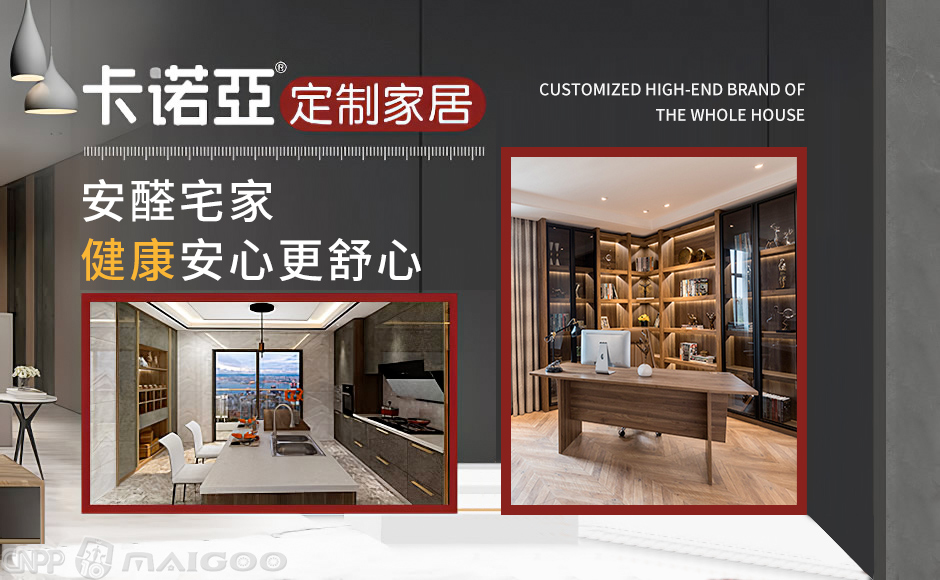 卡诺亞® 定制家居
CUSTOMIZED HIGH-END BRAND OF
THE WHOLE HOUSE
安醛宅家
健康安心更舒心
CNPP MAIGOO